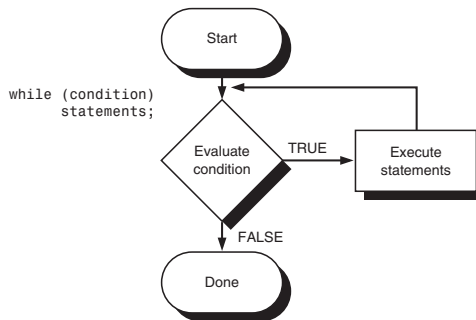 Start
while (condition)
statements;
Evaluate
condition
TRUE
Execute
statements
FALSE
Done